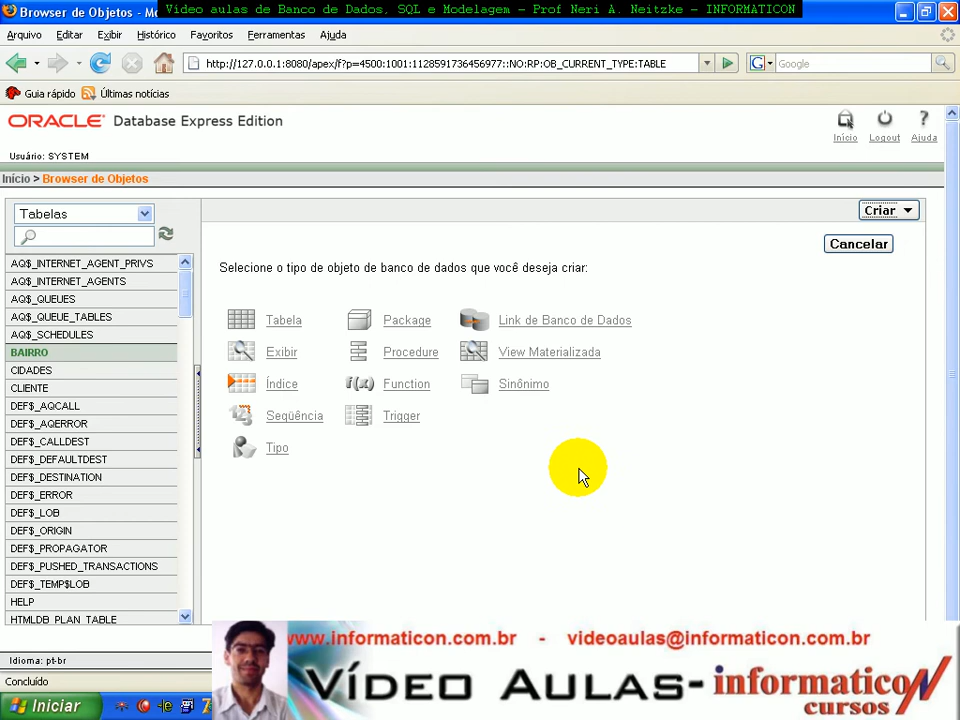 Browser de Objetos - Mo
Vídeo aulas de Banco de Dados, SQL e Modelagem – Prof Neri A. Neitzke – INFORMATICON
Arquivo Editar Exibir Histórico Favoritos Ferramentas Ajuda
http://127.0.0.1:8080/apex/f?p=4500:1001:1128591736456977::NO:RP:OB_CURRENT_TYPE:TABLE
G Google
Guia rápido Últimas notícias
ORACLE Database Express Edition
Início Logout Ajuda
Usuário: SYSTEM
Início > Browser de Objetos
Tabelas
Criar
Cancelar
Selecione o tipo de objeto de banco de dados que você deseja criar:
AQ$_INTERNET_AGENT_PRIVS
AQ$_INTERNET_AGENTS
AQ$_QUEUES
AQ$_QUEUE_TABLES
AQ$_SCHEDULES
BAIRRO
CIDADES
CLIENTE
DEF$_AQCALL
DEF$_AQERROR
DEF$_CALLDEST
DEF$_DEFAULTDEST
DEF$_DESTINATION
DEF$_ERROR
DEF$_LOB
DEF$_ORIGIN
DEF$_PROPAGATOR
DEF$_PUSHED_TRANSACTIONS
DEF$_TEMP$LOB
HELP
HTMLDB_PLAN_TABLE
Tabela Package Link de Banco de Dados
Exibir Procedure View Materializada
Índice f(x) Function Sinônimo
123 Seqüência Trigger
Tipo
Idioma: pt-br
Concluído
Iniciar
www.informaticon.com.br - videoaulas@informaticon.com.br
Vídeo Aulas - informaticon
cursos